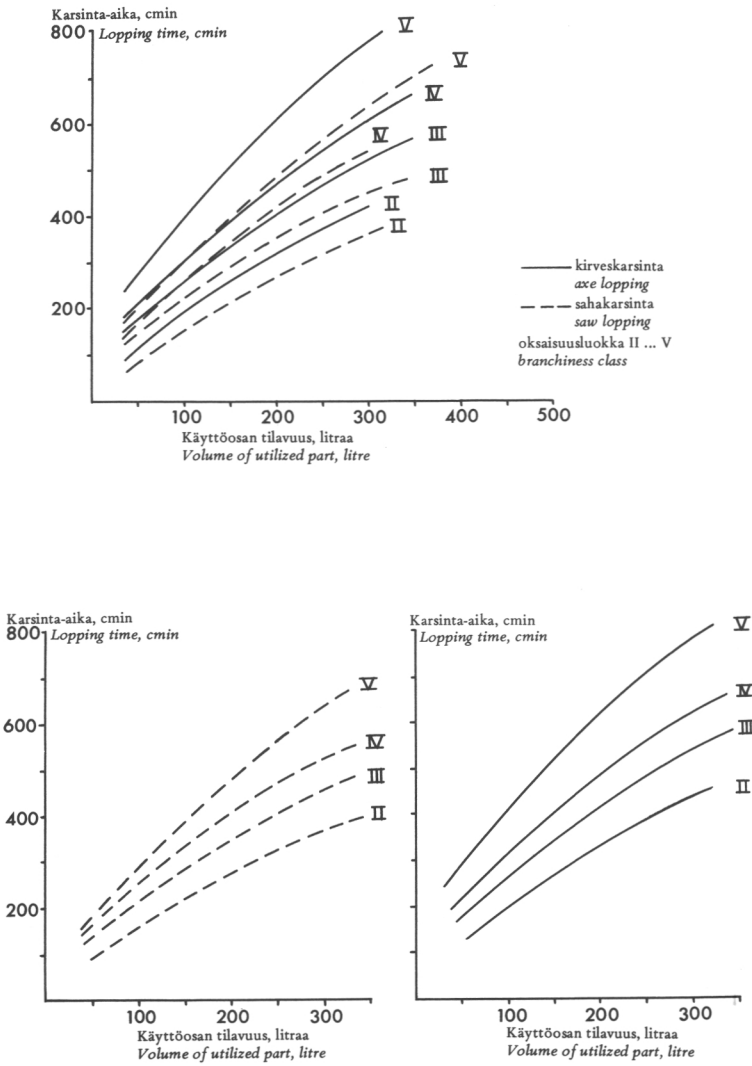 Karsinta-aika, cmin
Lopping time, cmin
800
600
400
200
V
V
IV
IV
III
III
II
II
kirveskarsinta
axe lopping
sahakarsinta
saw lopping
oksaisuusluokka II ... V
branchiness class
100 200 300 400 500
Käyttöosan tilavuus, litraa
Volume of utilized part, litre
Karsinta-aika, cmin
Lopping time, cmin
800
600
400
200
V
IV
III
II
100 200 300
Käyttöosan tilavuus, litraa
Volume of utilized part, litre
Karsinta-aika, cmin
Lopping time, cmin
V
IV
III
II
100 200 300
Käyttöosan tilavuus, litraa
Volume of utilized part, litre